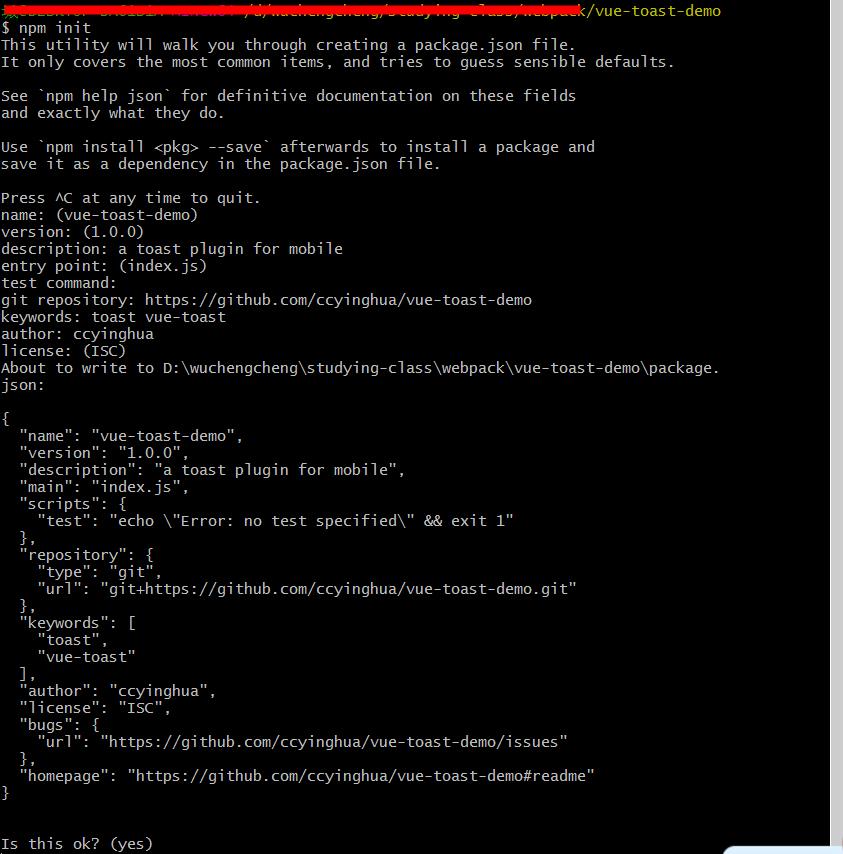 /vue-toast-demo
$ npm init
This utility will walk you through creating a package.json file.
It only covers the most common items, and tries to guess sensible defaults.
See `npm help json` for definitive documentation on these fields
and exactly what they do.
Use `npm install <pkg> --save` afterwards to install a package and
save it as a dependency in the package.json file.
Press ^C at any time to quit.
name: (vue-toast-demo)
version: (1.0.0)
description: a toast plugin for mobile
entry point: (index.js)
test command:
git repository: https://github.com/ccyinghua/vue-toast-demo
keywords: toast vue-toast
author: ccyinghua
license: (ISC)
About to write to D:\wuchengcheng\studying-class\webpack\vue-toast-demo\package.
json:
{
  "name": "vue-toast-demo",
  "version": "1.0.0",
  "description": "a toast plugin for mobile",
  "main": "index.js",
  "scripts": {
    "test": "echo \"Error: no test specified\" && exit 1"
  },
  "repository": {
    "type": "git",
    "url": "git+https://github.com/ccyinghua/vue-toast-demo.git"
  },
  "keywords": [
    "toast",
    "vue-toast"
  ],
  "author": "ccyinghua",
  "license": "ISC",
  "bugs": {
    "url": "https://github.com/ccyinghua/vue-toast-demo/issues"
  },
  "homepage": "https://github.com/ccyinghua/vue-toast-demo#readme"
}
Is this ok? (yes)